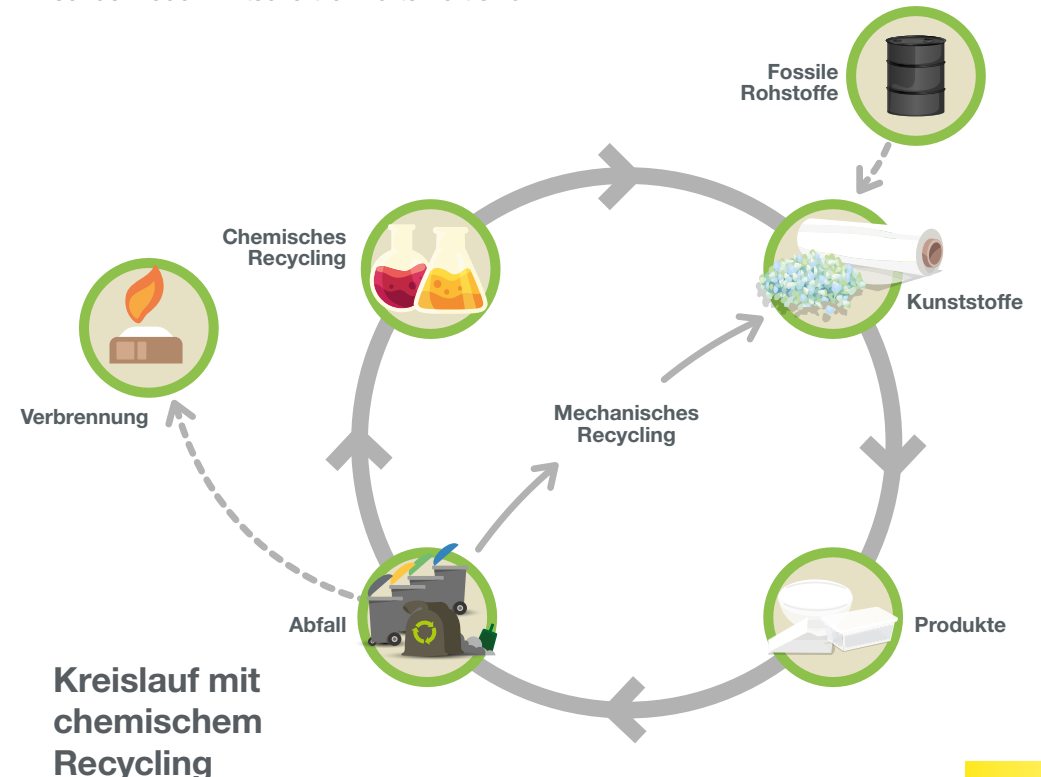 Fossile
Rohstoffe
Chemisches
Recycling
Kunststoffe
Verbrennung
Mechanisches
Recycling
Abfall
Produkte
Kreislauf mit
chemischem
Recycling